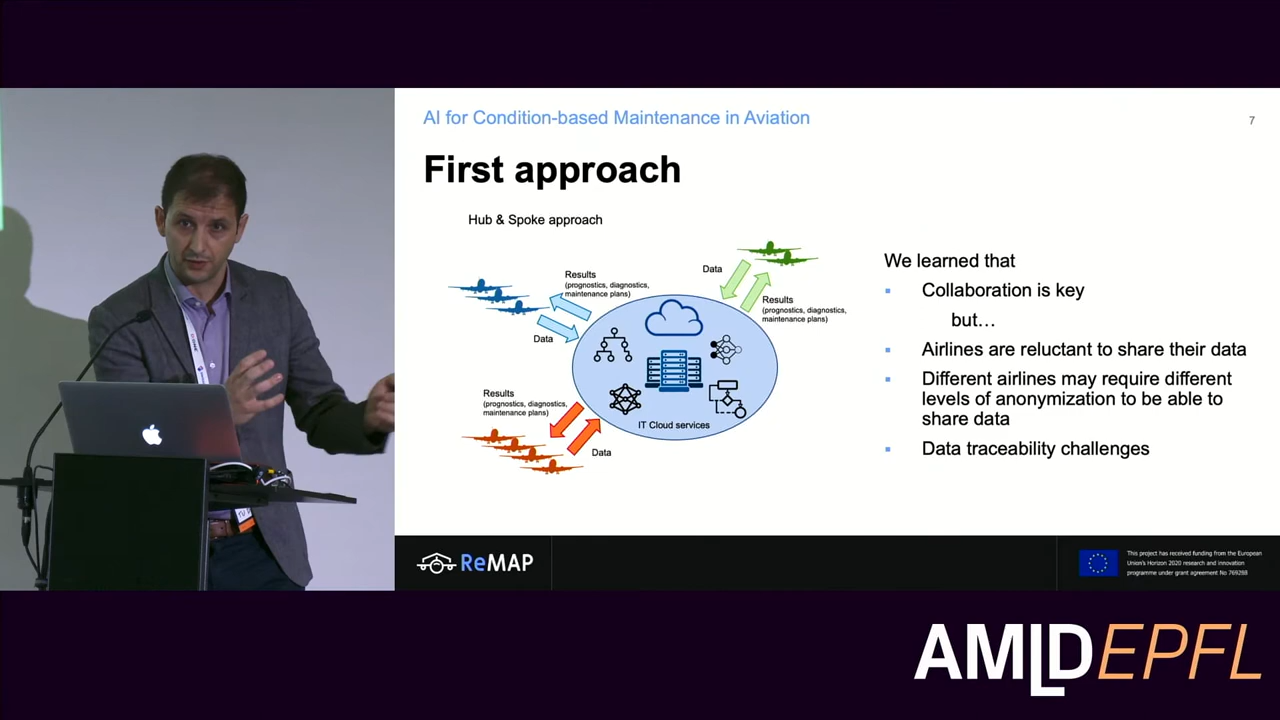 AI for Condition-based Maintenance in Aviation
7
First approach
Hub & Spoke approach
Results
(prognostics, diagnostics,
maintenance plans)
Data
Data
Results
(prognostics, diagnostics,
maintenance plans)
Results
(prognostics, diagnostics,
maintenance plans)
Data
IT Cloud services
We learned that
Collaboration is key
but…
Airlines are reluctant to share their data
Different airlines may require different
levels of anonymization to be able to
share data
Data traceability challenges
ReMAP
This project has received funding from the European
Union's Horizon 2020 research and innovation
programme under grant agreement No 769288
AMLDEPFL